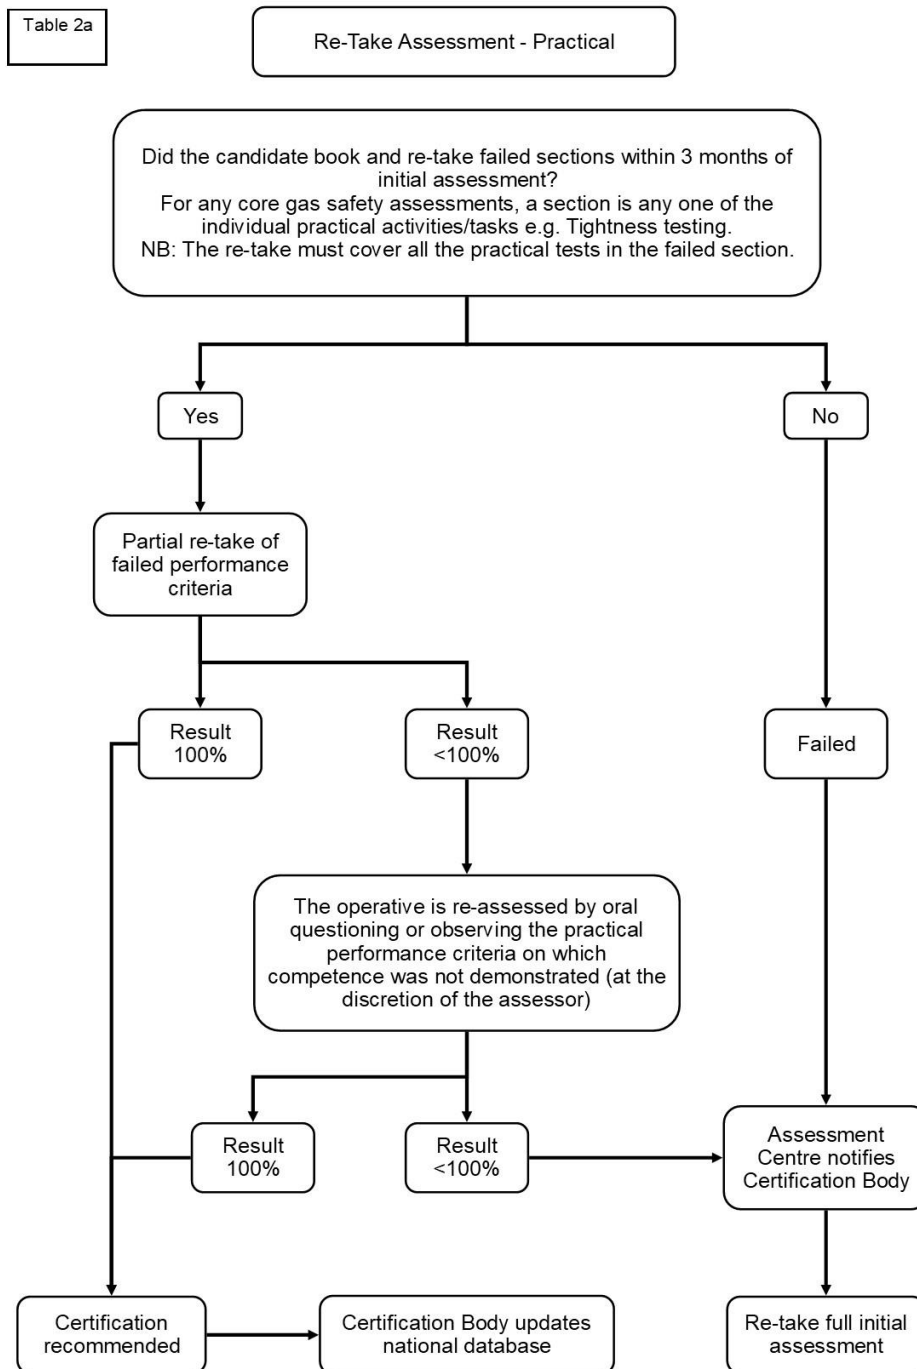 Table 2a
Re-Take Assessment - Practical
Did the candidate book and re-take failed sections within 3 months of
initial assessment?
For any core gas safety assessments, a section is any one of the
individual practical activities/tasks e.g. Tightness testing.
NB: The re-take must cover all the practical tests in the failed section.
Yes
No
Partial re-take of
failed performance
criteria
Result
100%
Result
<100%
Failed
The operative is re-assessed by oral
questioning or observing the practical
performance criteria on which
competence was not demonstrated (at the
discretion of the assessor)
Result
100%
Result
<100%
Assessment
Centre notifies
Certification Body
Certification
recommended
Certification Body updates
national database
Re-take full initial
assessment